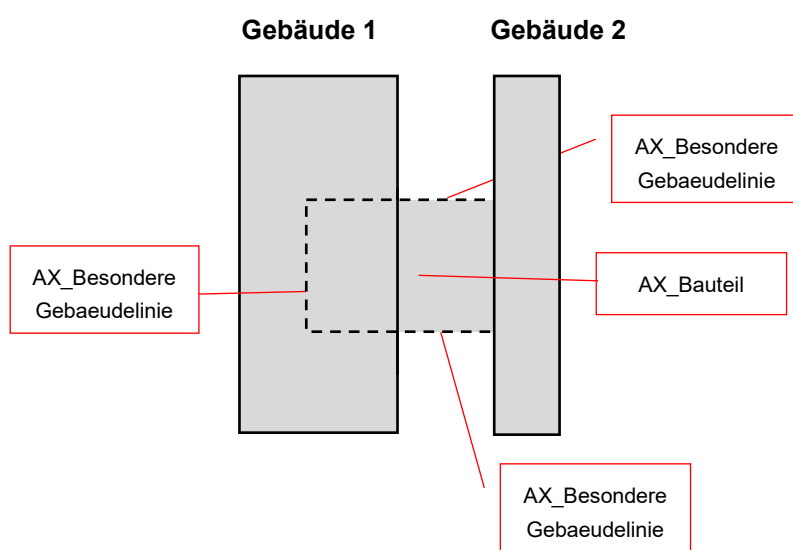 Gebäude 1
Gebäude 2
AX_Besondere
Gebaeudelinie
AX_Besondere
Gebaeudelinie
AX_Bauteil
AX_Besondere
Gebaeudelinie